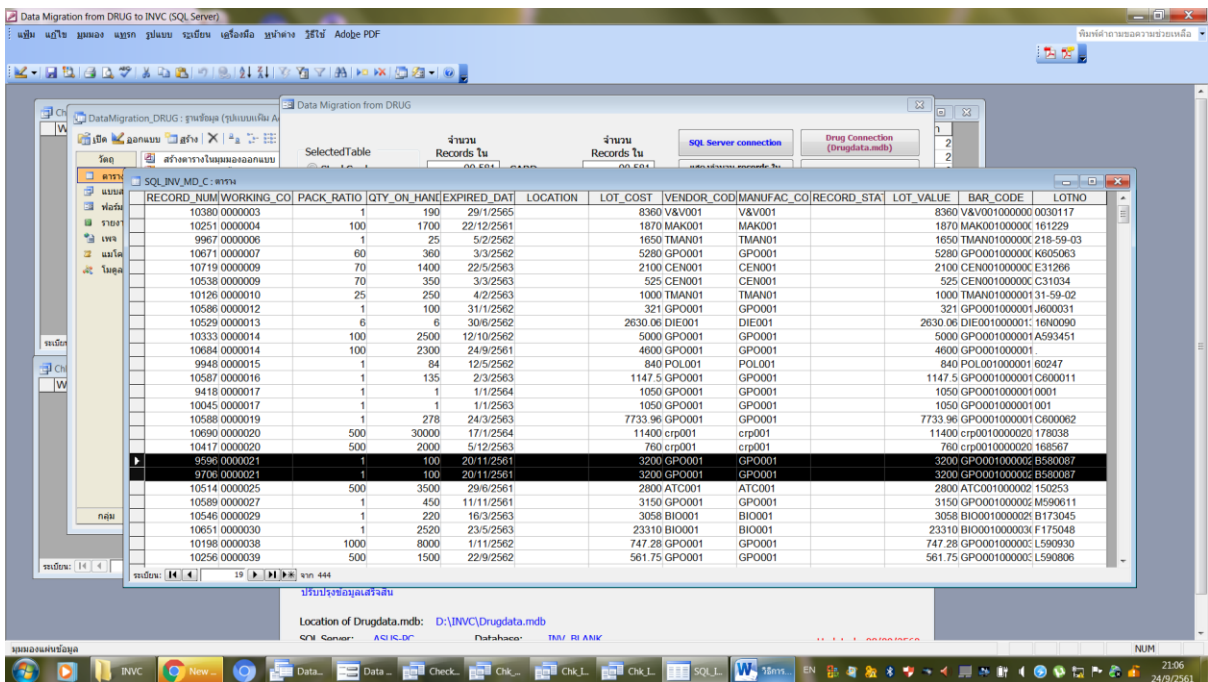 Data Migration from DRUG to INVC (SQL Server)
แฟ้ม แก้ไข มุมมอง แทรก รูปแบบ ระเบียน เครื่องมือ หน้าต่าง วิธีใช้ Adobe PDF พิมพ์คำถามขอความช่วยเหลือ
Data Migration from DRUG
DataMigration_DRUG : ฐานข้อมูล
เปิด ออกแบบ สร้าง
วัตถุ สร้างตารางในมุมมองออกแบบ
จำนวน จำนวน
SelectedTable Records ใน Records ใน SQL Server connection Drug Connection
(Drugdata.mdb)
SQL_INV_MD_C : ตาราง
RECORD_NUM WORKING_CO PACK_RATIO QTY_ON_HAND EXPIRED_DAT LOCATION LOT_COST VENDOR_COD MANUFAC_CO RECORD_STAT LOT_VALUE BAR_CODE LOTNO
10380 0000003 1 190 29/1/2565 8360 V&V001 V&V001 8360 V&V001000000 0030117
10251 0000004 100 1700 22/12/2561 1870 MAK001 MAK001 1870 MAK001000000 161229
9967 0000006 1 25 5/2/2562 1650 TMAN01 TMAN01 1650 TMAN01000000 218-59-03
10671 0000007 60 360 3/3/2562 5280 GPO001 GPO001 5280 GPO001000000 K605063
10719 0000009 70 1400 22/5/2563 2100 CEN001 CEN001 2100 CEN001000000 E31266
10538 0000009 70 350 3/3/2563 525 CEN001 CEN001 525 CEN001000000 C31034
10126 0000010 25 250 4/2/2563 1000 TMAN01 TMAN01 1000 TMAN01000001 31-59-02
10586 0000012 1 100 31/1/2562 321 GPO001 GPO001 321 GPO001000001 J600031
10529 0000013 6 6 30/6/2562 2630.06 DIE001 DIE001 2630.06 DIE001000001 16N0090
10333 0000014 100 2500 12/10/2562 5000 GPO001 GPO001 5000 GPO001000001 A593451
10684 0000014 100 2300 24/9/2561 4600 GPO001 GPO001 4600 GPO001000001 .
9948 0000015 1 84 12/5/2562 840 POL001 POL001 840 POL001000001 60247
10587 0000016 1 135 2/3/2563 1147.5 GPO001 GPO001 1147.5 GPO001000001 C600011
9418 0000017 1 1 1/1/2564 1050 GPO001 GPO001 1050 GPO001000001 0001
10045 0000017 1 1 1/1/2563 1050 GPO001 GPO001 1050 GPO001000001 001
10588 0000019 1 278 24/3/2563 7733.96 GPO001 GPO001 7733.96 GPO001000001 C600062
10690 0000020 500 30000 17/1/2564 11400 crp001 crp001 11400 crp0010000020 178038
10417 0000020 500 2000 5/12/2563 760 crp001 crp001 760 crp0010000020 168567
9596 0000021 1 100 20/11/2561 3200 GPO001 GPO001 3200 GPO001000002 B580087
9706 0000021 1 100 20/11/2561 3200 GPO001 GPO001 3200 GPO001000002 B580087
10514 0000025 500 3500 29/6/2561 2800 ATC001 ATC001 2800 ATC001000002 150253
10589 0000027 1 450 11/11/2561 3150 GPO001 GPO001 3150 GPO001000002 M590611
10546 0000029 1 220 16/3/2563 3058 BIO001 BIO001 3058 BIO0010000029 B173045
10651 0000030 1 2520 23/5/2563 23310 BIO001 BIO001 23310 BIO0010000030 F175048
10198 0000038 1000 8000 1/11/2562 747.28 GPO001 GPO001 747.28 GPO001000003 L590930
10256 0000039 500 1500 22/9/2562 561.75 GPO001 GPO001 561.75 GPO001000003 L590806
ระเบียน: 19 จาก 444
กลุ่ม
ระเบียน:
ปรับปรุงข้อมูลเสร็จสิ้น
Location of Drugdata.mdb: D:\INVC\Drugdata.mdb
SQL Server: ASUS-PC Database: INV_BLANK
มุมมองแผ่นข้อมูล NUM
INVC New ... Data... Data ... Check... Chk_... Chk_I... Chk_I... SQL_I... EN 21:06
24/9/2561